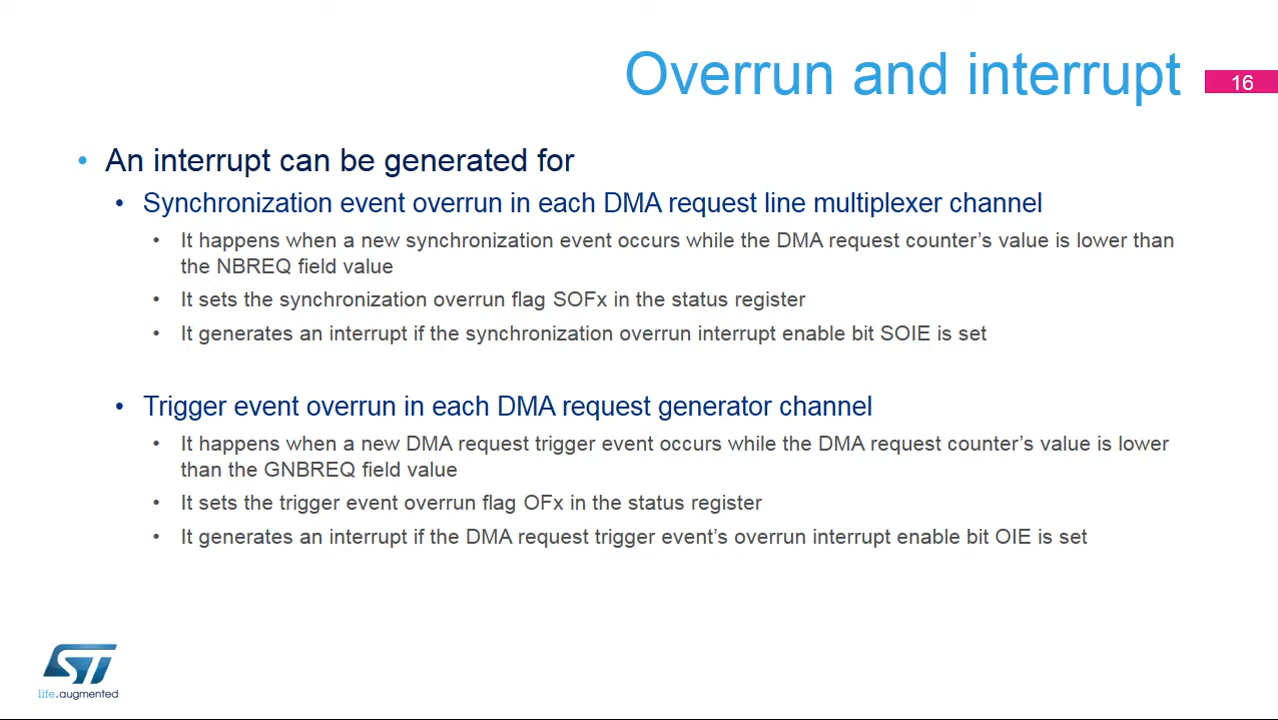 Overrun and interrupt
16
• An interrupt can be generated for
• Synchronization event overrun in each DMA request line multiplexer channel
• It happens when a new synchronization event occurs while the DMA request counter's value is lower than
the NBREQ field value
• It sets the synchronization overrun flag SOFx in the status register
• It generates an interrupt if the synchronization overrun interrupt enable bit SOIE is set
• Trigger event overrun in each DMA request generator channel
• It happens when a new DMA request trigger event occurs while the DMA request counter's value is lower
than the GNBREQ field value
• It sets the trigger event overrun flag OFx in the status register
• It generates an interrupt if the DMA request trigger event's overrun interrupt enable bit OIE is set
ST
life.augmented